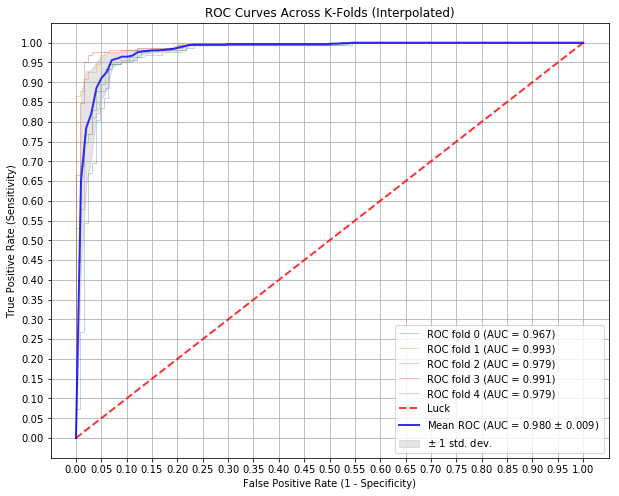 ROC Curves Across K-Folds (Interpolated)
True Positive Rate (Sensitivity)
1.00
0.95
0.90
0.85
0.80
0.75
0.70
0.65
0.60
0.55
0.50
0.45
0.40
0.35
0.30
0.25
0.20
0.15
0.10
0.05
0.00
ROC fold 0 (AUC = 0.967)
ROC fold 1 (AUC = 0.993)
ROC fold 2 (AUC = 0.979)
ROC fold 3 (AUC = 0.991)
ROC fold 4 (AUC = 0.979)
Luck
Mean ROC (AUC = 0.980 ± 0.009)
± 1 std. dev.
0.00 0.05 0.10 0.15 0.20 0.25 0.30 0.35 0.40 0.45 0.50 0.55 0.60 0.65 0.70 0.75 0.80 0.85 0.90 0.95 1.00
False Positive Rate (1 - Specificity)